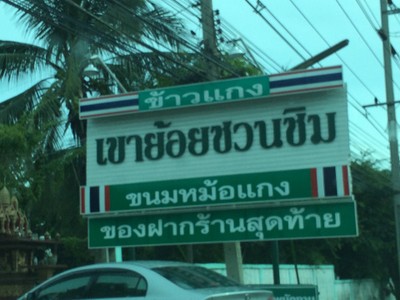 ข้าวแกง
เขาย้อยชวนชิม
ขนมหม้อแกง
ของฝากร้านสุดท้าย